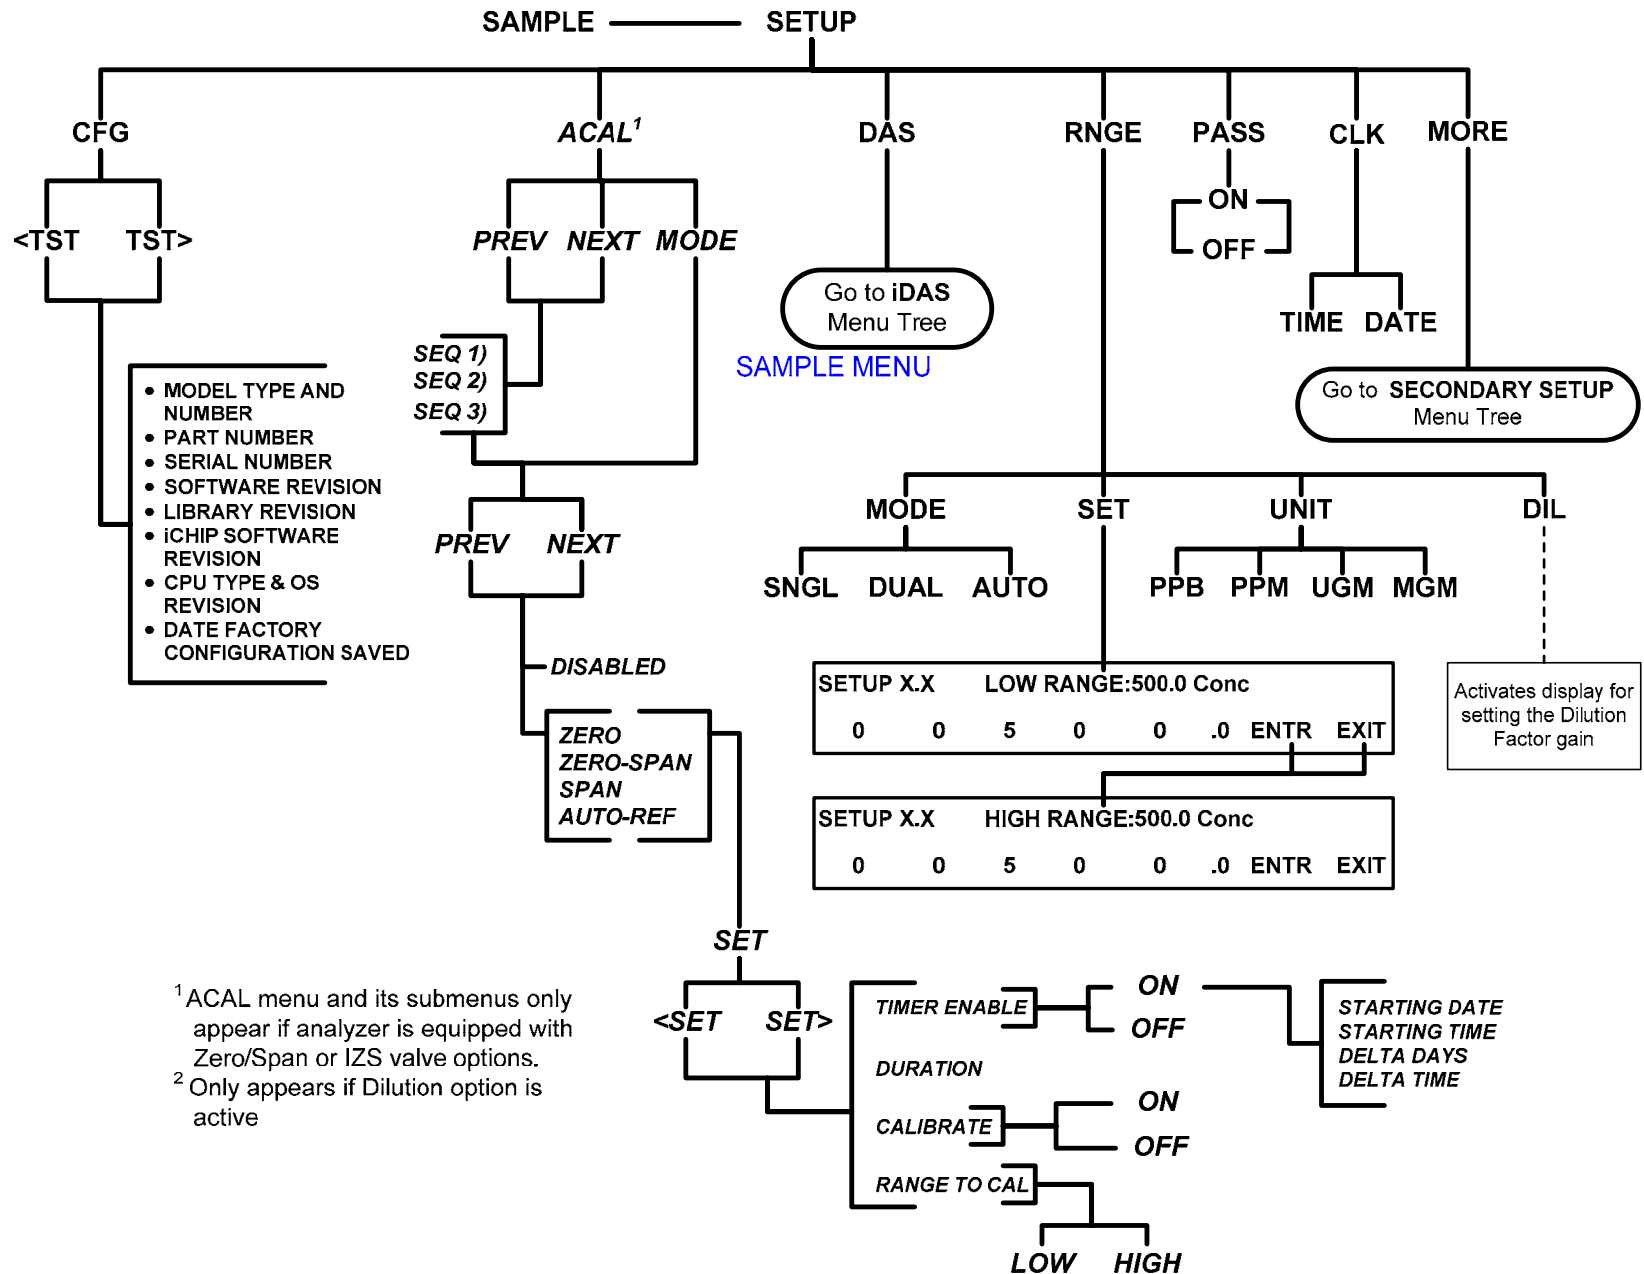 SAMPLE SETUP
CFG ACAL1 DAS RNGE PASS CLK MORE
ON
OFF
<TST TST>
PREV NEXT MODE
Go to iDAS
Menu Tree
SAMPLE MENU
TIME DATE
Go to SECONDARY SETUP
Menu Tree
SEQ 1)
SEQ 2)
SEQ 3)
• MODEL TYPE AND
NUMBER
• PART NUMBER
• SERIAL NUMBER
• SOFTWARE REVISION
• LIBRARY REVISION
• iCHIP SOFTWARE
REVISION
• CPU TYPE & OS
REVISION
• DATE FACTORY
CONFIGURATION SAVED
PREV NEXT
MODE SET UNIT DIL
SNGL DUAL AUTO
PPB PPM UGM MGM
DISABLED
ZERO
ZERO-SPAN
SPAN
AUTO-REF
SETUP X.X LOW RANGE:500.0 Conc
0 0 5 0 0 .0 ENTR EXIT
SETUP X.X HIGH RANGE:500.0 Conc
0 0 5 0 0 .0 ENTR EXIT
Activates display for
setting the Dilution
Factor gain
SET
<SET SET>
TIMER ENABLE
ON
OFF
STARTING DATE
STARTING TIME
DELTA DAYS
DELTA TIME
DURATION
CALIBRATE
ON
OFF
RANGE TO CAL
LOW HIGH
1 ACAL menu and its submenus only
appear if analyzer is equipped with
Zero/Span or IZS valve options.
2 Only appears if Dilution option is
active